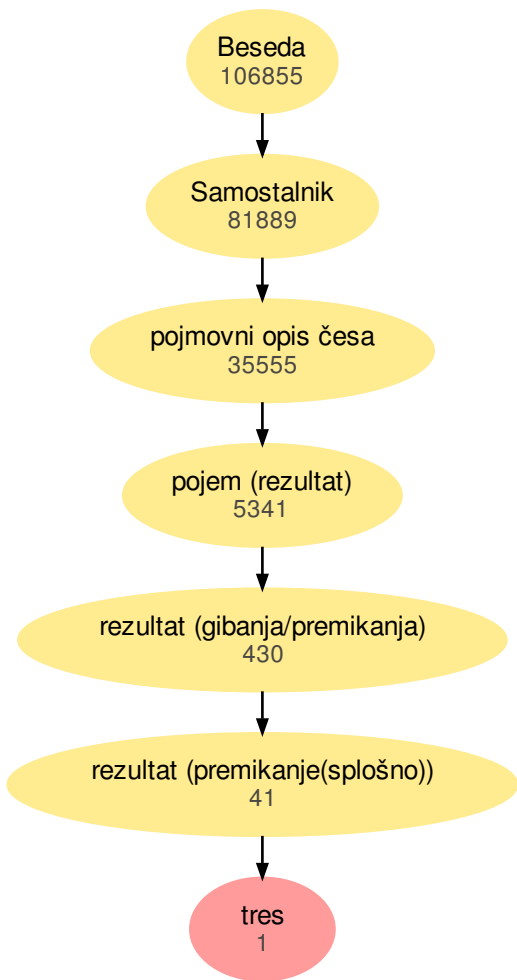 Beseda
106855
Samostalnik
81889
pojmovni opis česa
35555
pojem (rezultat)
5341
rezultat (gibanja/premikanja)
430
rezultat (premikanje(splošno))
41
tres
1